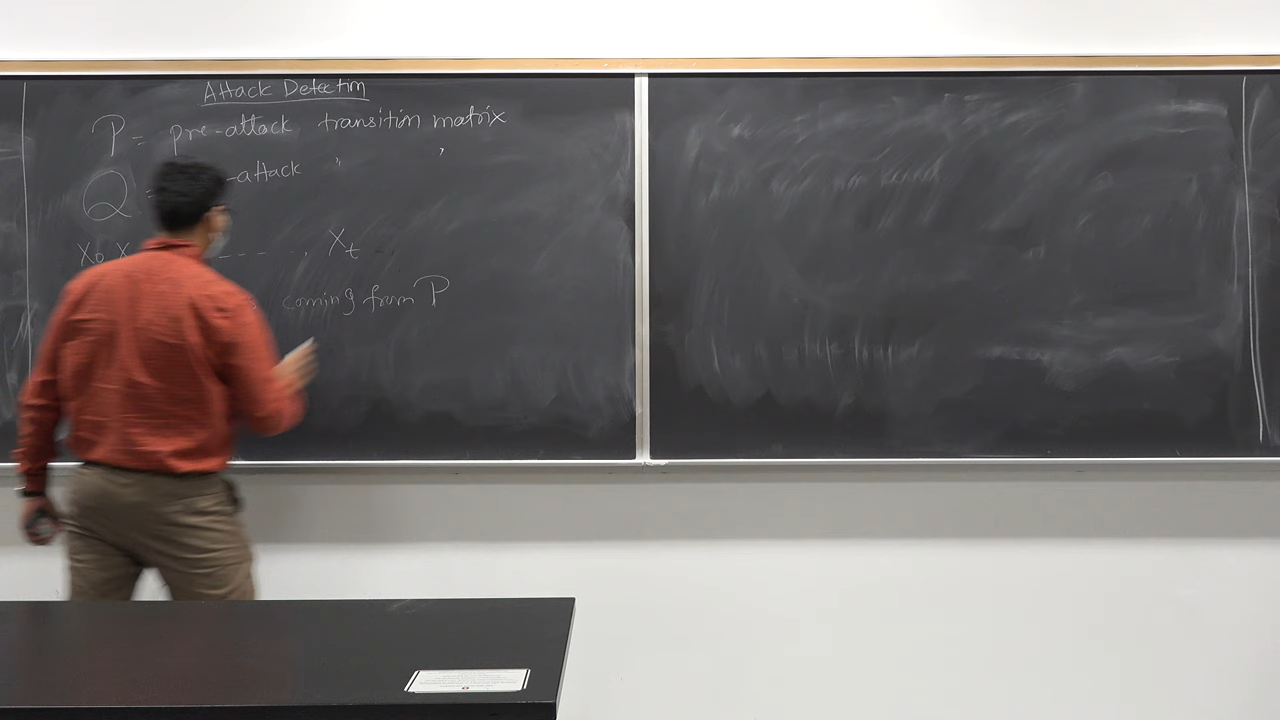 Attack Detection
P = pre-attack transition matrix
Q = -attack " "
X0 X ---- . , Xt - ..
coming from P